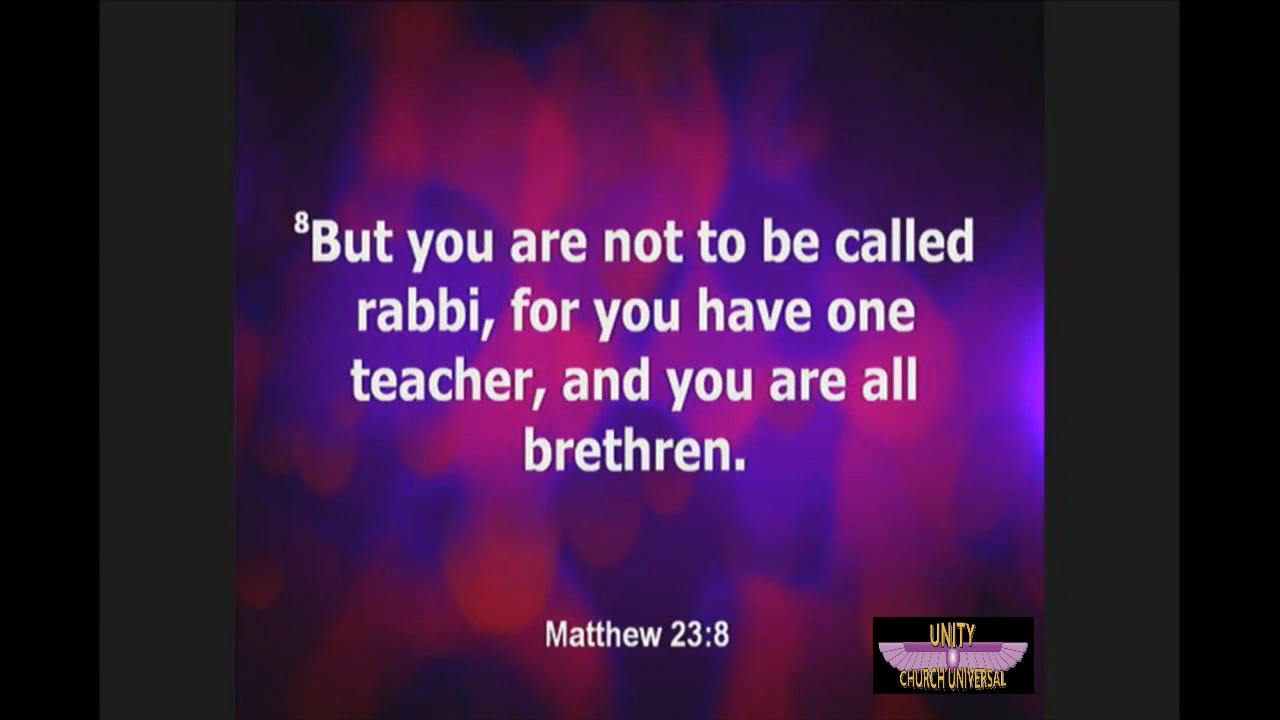 ⁸But you are not to be called
rabbi, for you have one
teacher, and you are all
brethren.
Matthew 23:8
UNITY
CHURCH UNIVERSAL